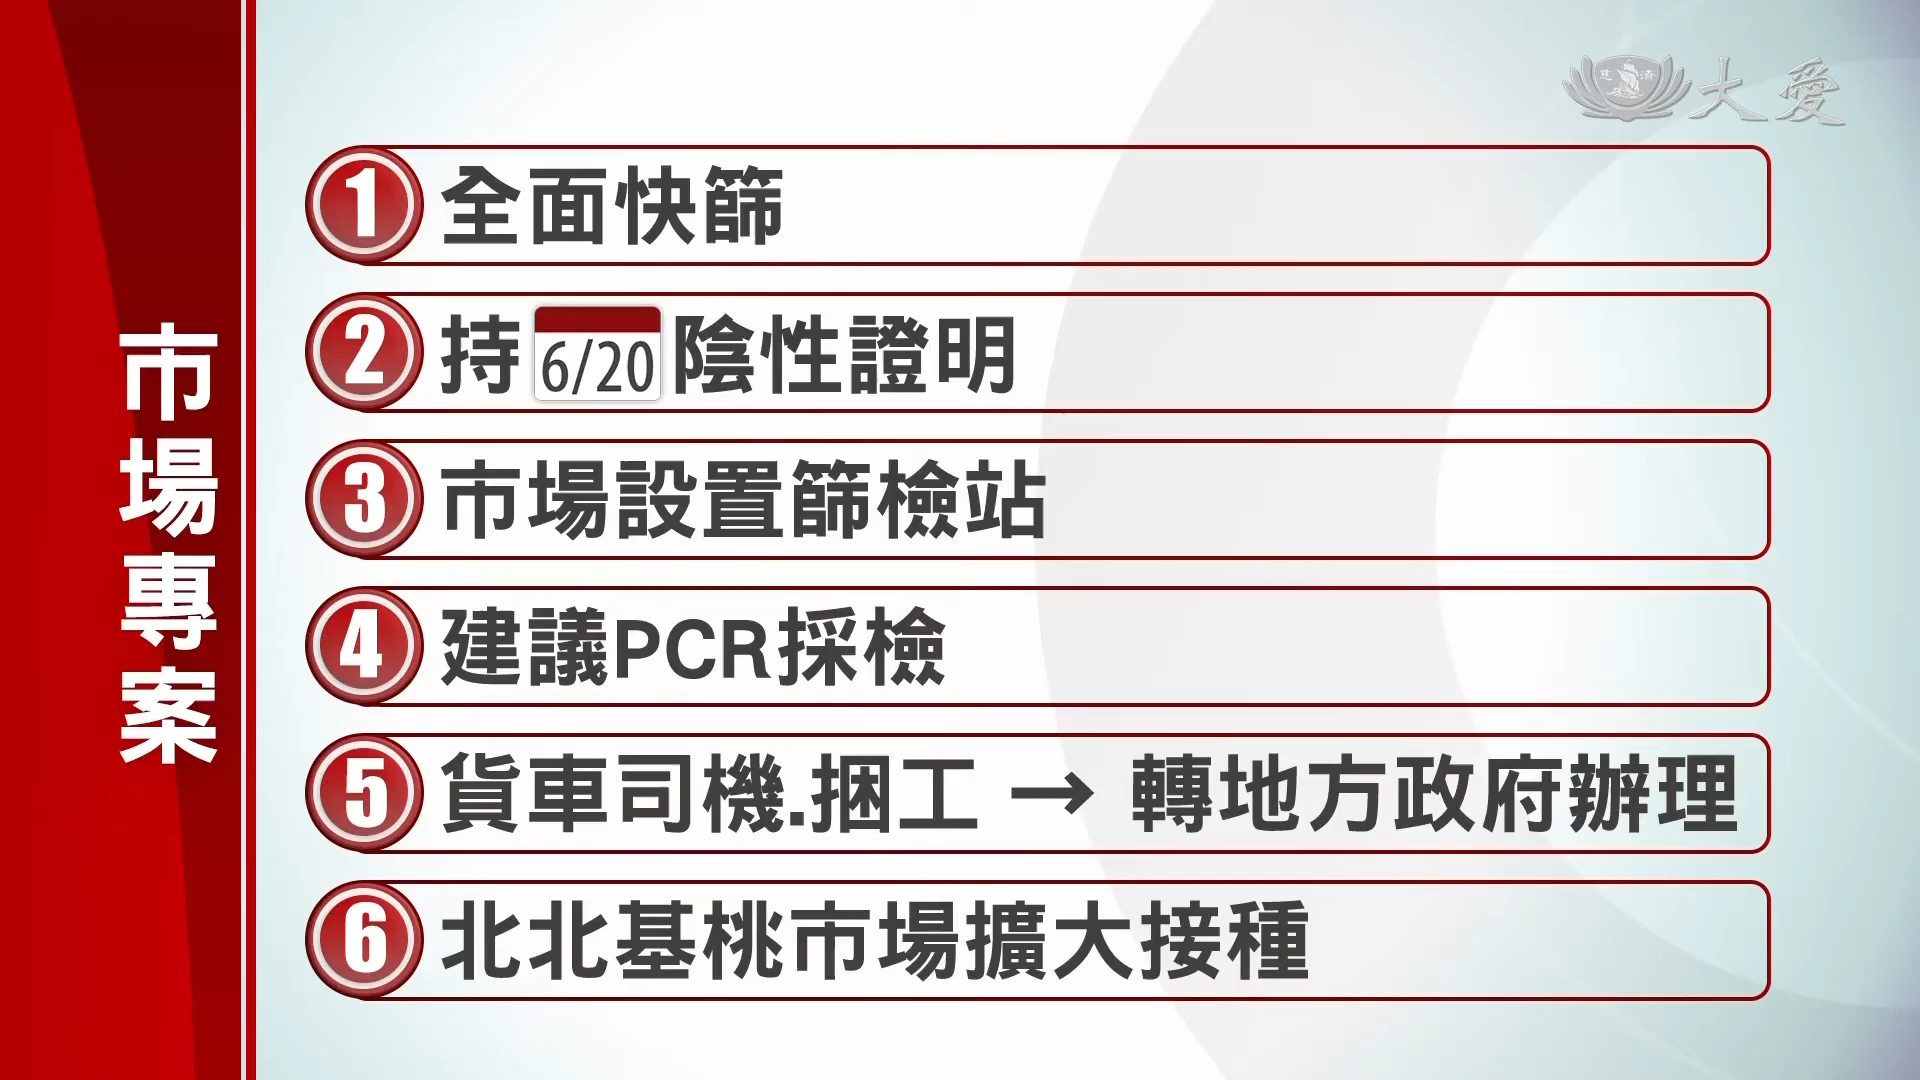 大愛
慈濟
市場專案
1 全面快篩
2 持 6/20 陰性證明
3 市場設置篩檢站
4 建議PCR採檢
5 貨車司機.捆工 → 轉地方政府辦理
6 北北基桃市場擴大接種